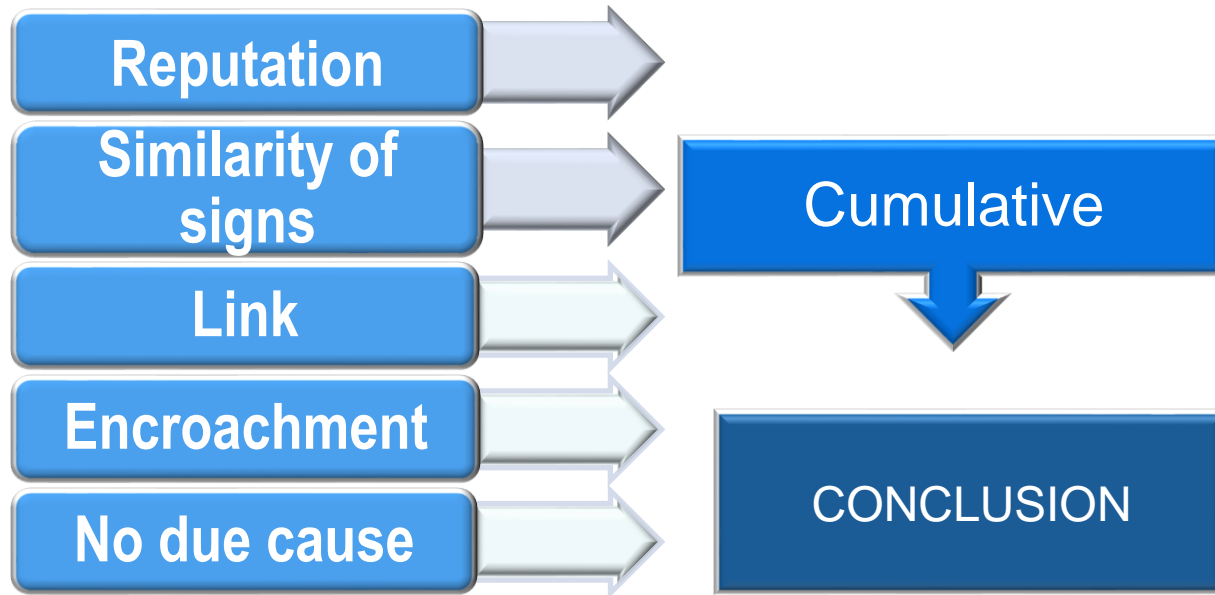 Reputation
Similarity of
signs
Link
Encroachment
No due cause
Cumulative
CONCLUSION